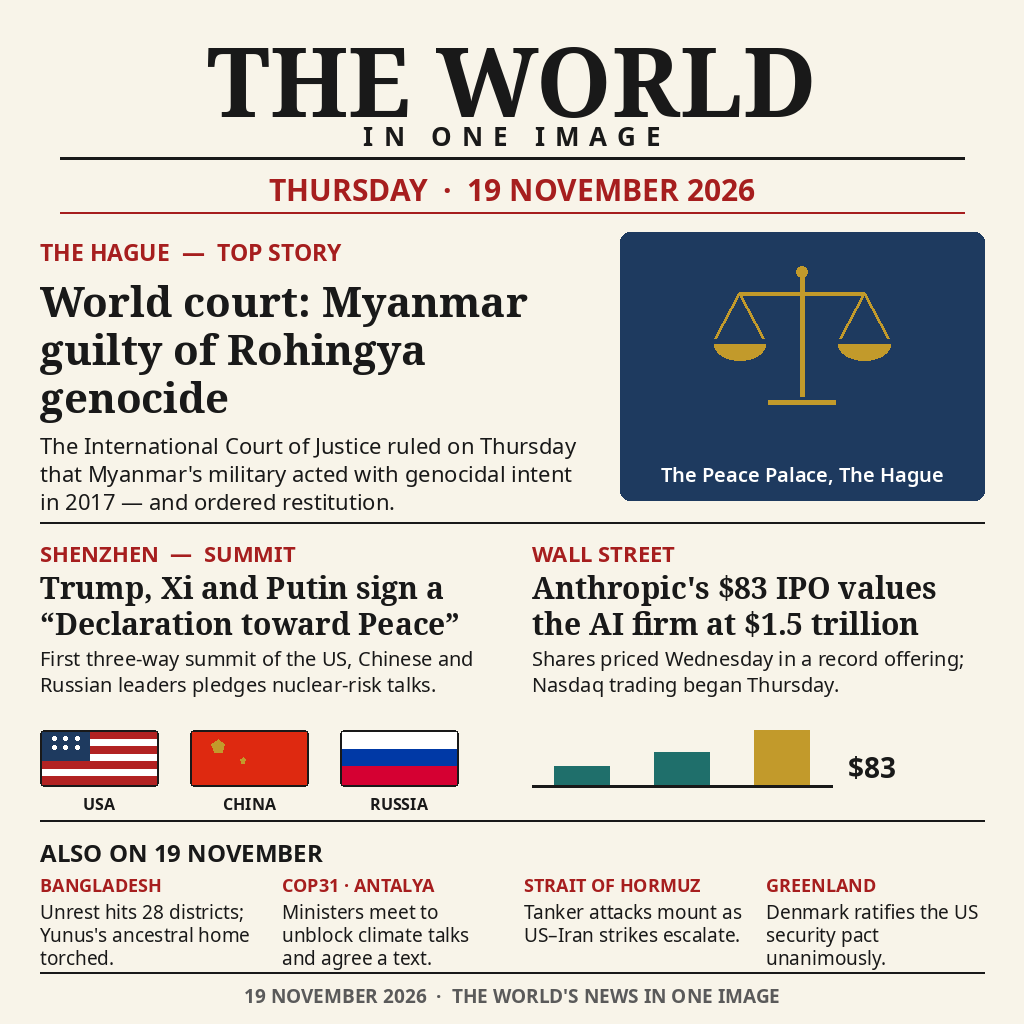 THE WORLD
IN ONE IMAGE
THURSDAY · 19 NOVEMBER 2026
THE HAGUE — TOP STORY
World court: Myanmar
guilty of Rohingya
genocide
The International Court of Justice ruled on Thursday
that Myanmar's military acted with genocidal intent
in 2017 — and ordered restitution.
The Peace Palace, The Hague
SHENZHEN — SUMMIT
Trump, Xi and Putin sign a
“Declaration toward Peace”
First three-way summit of the US, Chinese and
Russian leaders pledges nuclear-risk talks.
USA
CHINA
RUSSIA
WALL STREET
Anthropic's $83 IPO values
the AI firm at $1.5 trillion
Shares priced Wednesday in a record offering;
Nasdaq trading began Thursday.
$83
ALSO ON 19 NOVEMBER
BANGLADESH
Unrest hits 28 districts;
Yunus's ancestral home
torched.
COP31 · ANTALYA
Ministers meet to
unblock climate talks
and agree a text.
STRAIT OF HORMUZ
Tanker attacks mount as
US–Iran strikes escalate.
GREENLAND
Denmark ratifies the US
security pact
unanimously.
19 NOVEMBER 2026 · THE WORLD'S NEWS IN ONE IMAGE